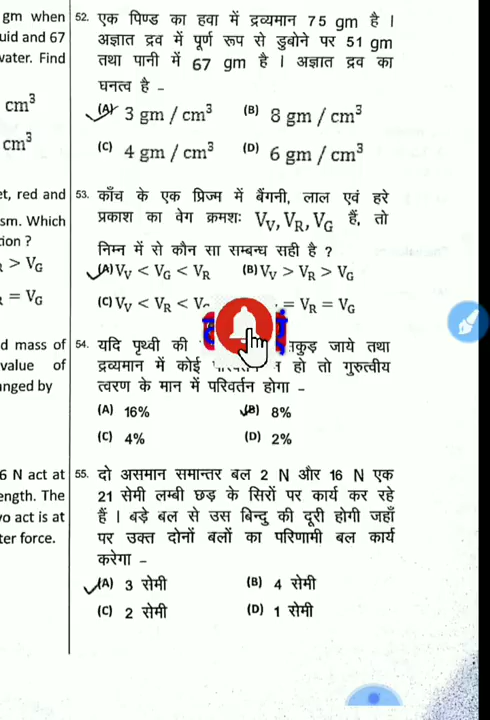 gm when
uid and 67
vater. Find
cm³
cm³
et, red and
sm. Which
ion ?
> V_G
= V_G
d mass of
value of
anged by
6 N act at
ength. The
vo act is at
ter force.
52. एक पिण्ड का हवा में द्रव्यमान 75 gm है ।
अज्ञात द्रव में पूर्ण रूप से डुबोने पर 51 gm
तथा पानी में 67 gm है । अज्ञात द्रव का
घनत्व है -
(A) 3 gm / cm³ (B) 8 gm / cm³
(C) 4 gm / cm³ (D) 6 gm / cm³
53. काँच के एक प्रिज्म में बैंगनी, लाल एवं हरे
प्रकाश का वेग क्रमशः V_V, V_R, V_G हैं, तो
निम्न में से कौन सा सम्बन्ध सही है ?
(A) V_V < V_G < V_R (B) V_V > V_R > V_G
(C) V_V < V_R < V_G = V_R = V_G
54. यदि पृथ्वी की जाये तथा
द्रव्यमान में कोई हो तो गुरुत्वीय
त्वरण के मान में परिवर्तन होगा -
(A) 16% (B) 8%
(C) 4% (D) 2%
55. दो असमान समान्तर बल 2 N और 16 N एक
21 सेमी लम्बी छड़ के सिरों पर कार्य कर रहे
हैं । बड़े बल से उस बिन्दु की दूरी होगी जहाँ
पर उक्त दोनों बलों का परिणामी बल कार्य
करेगा -
(A) 3 सेमी (B) 4 सेमी
(C) 2 सेमी (D) 1 सेमी